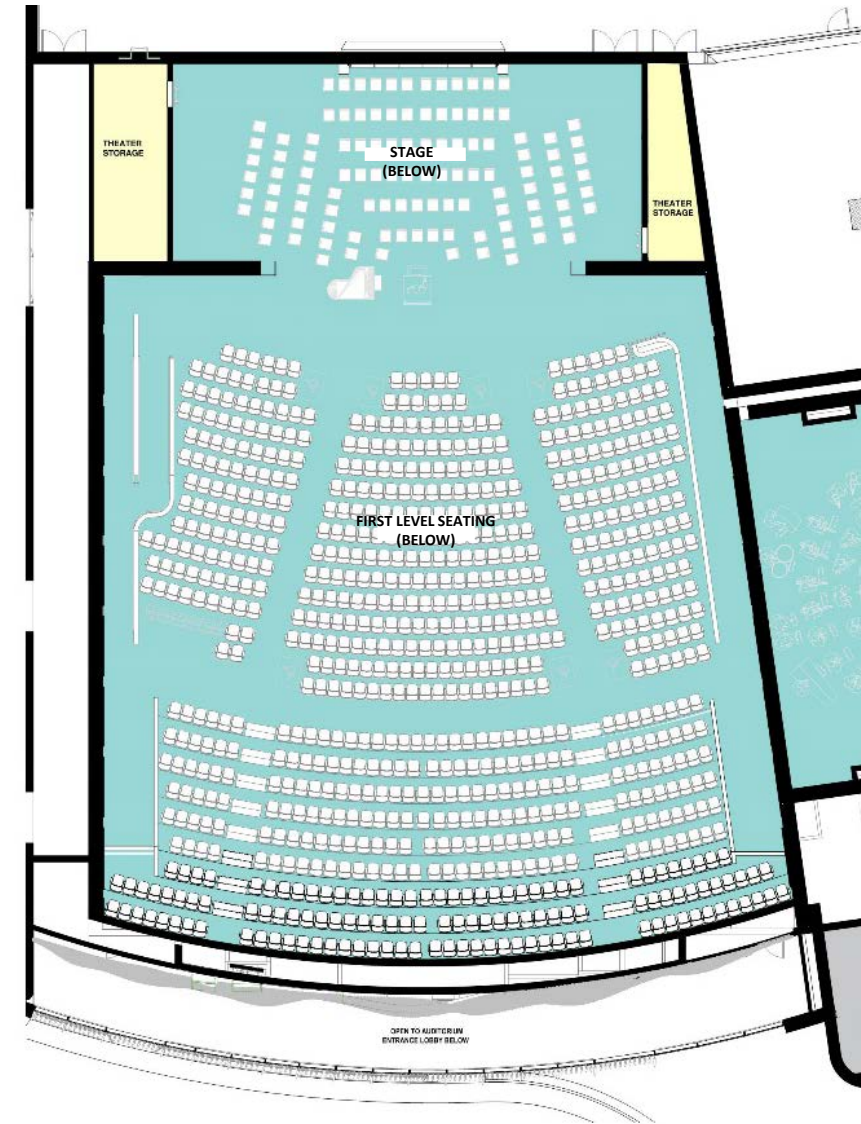 THEATER
STORAGE
STAGE
(BELOW)
THEATER
STORAGE
FIRST LEVEL SEATING
(BELOW)
OPEN TO AUDITORIUM
ENTRANCE LOBBY BELOW